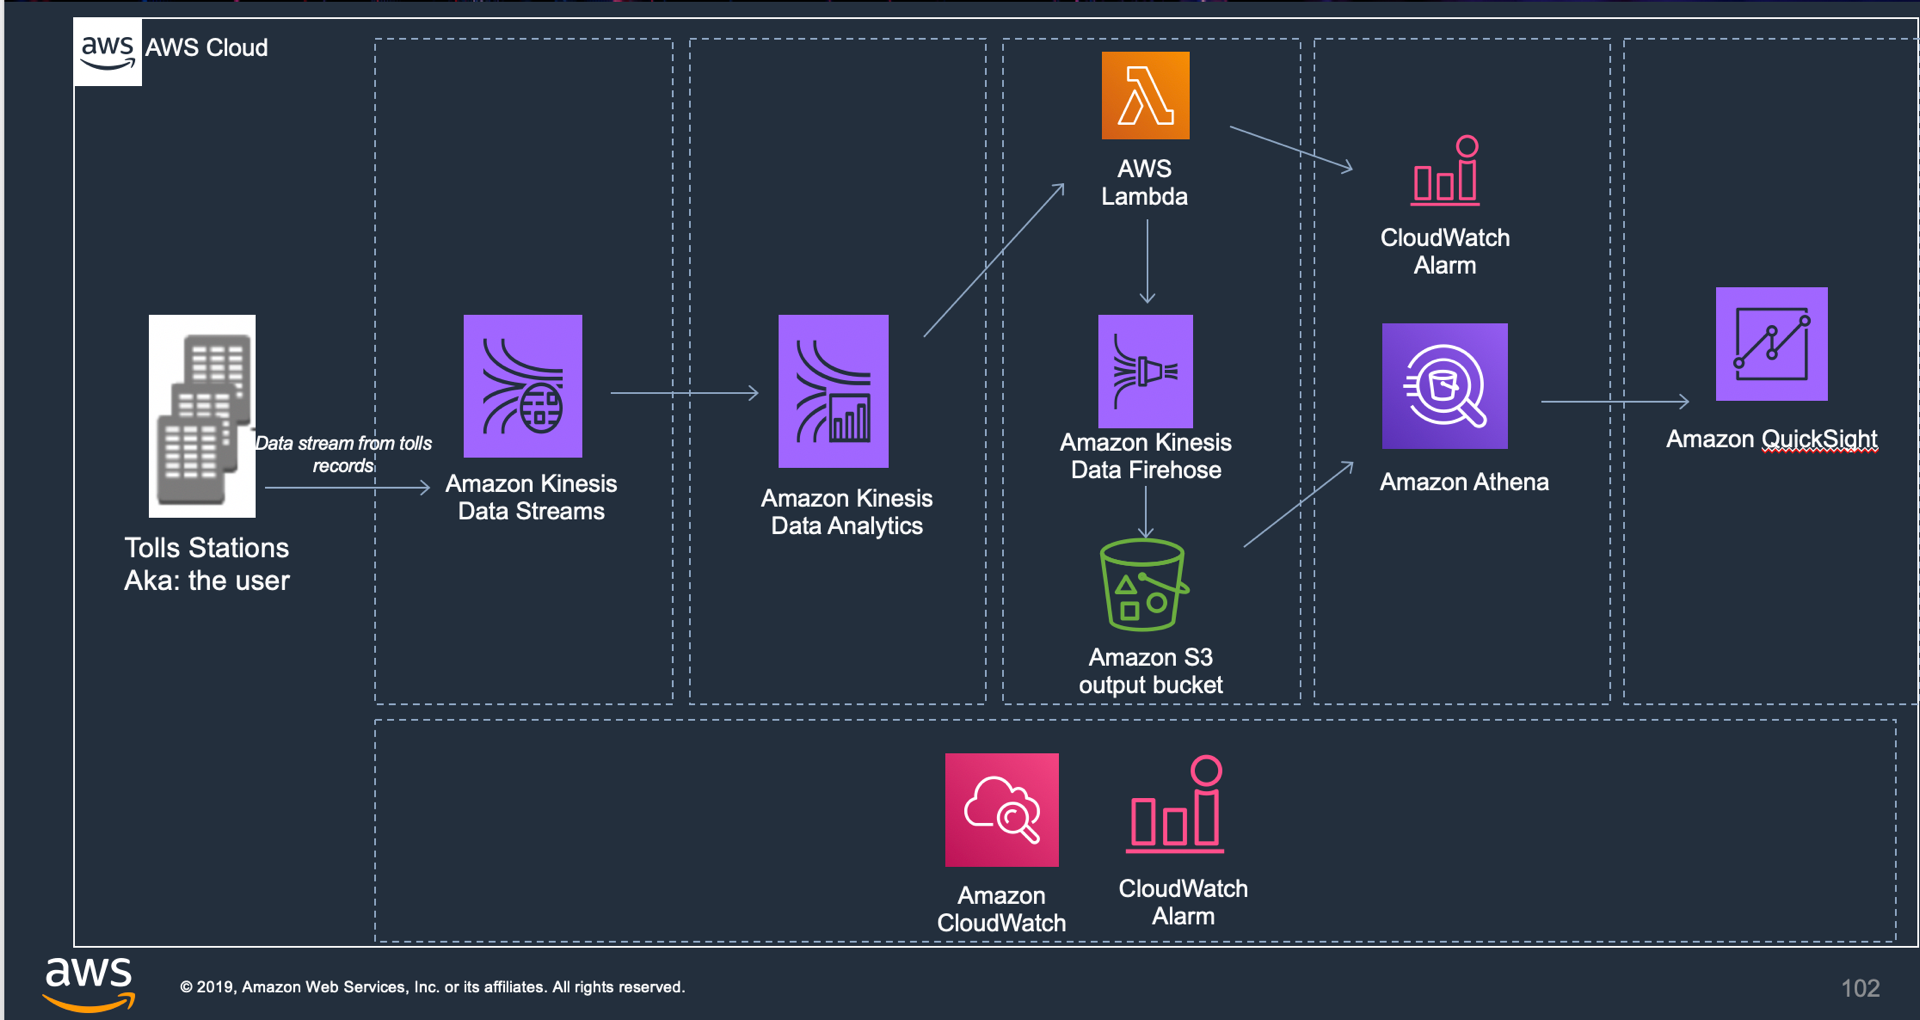 aws
AWS Cloud
AWS
Lambda
CloudWatch
Alarm
Data stream from tolls
records
Amazon Kinesis
Data Streams
Amazon Kinesis
Data Analytics
Amazon Kinesis
Data Firehose
Amazon Athena
Amazon QuickSight
Tolls Stations
Aka: the user
Amazon S3
output bucket
Amazon
CloudWatch
CloudWatch
Alarm
aws
© 2019, Amazon Web Services, Inc. or its affiliates. All rights reserved.
102